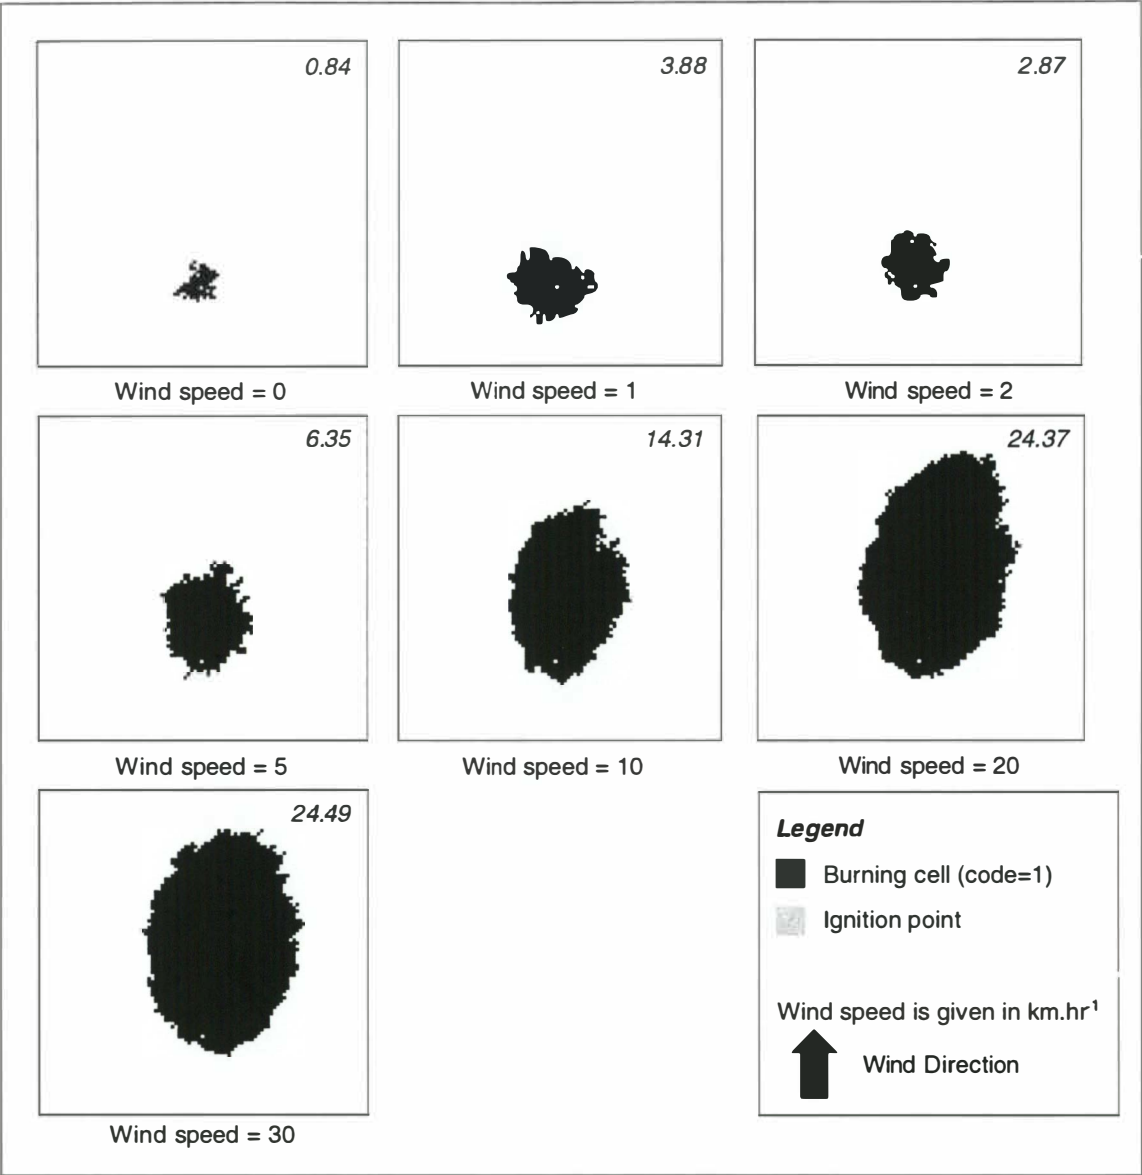 0.84
3.88
2.87
Wind speed = 0
Wind speed = 1
Wind speed = 2
6.35
14.31
24.37
Wind speed = 5
Wind speed = 10
Wind speed = 20
24.49
Wind speed = 30
Legend
Burning cell (code=1)
Ignition point
Wind speed is given in km.hr¹
Wind Direction